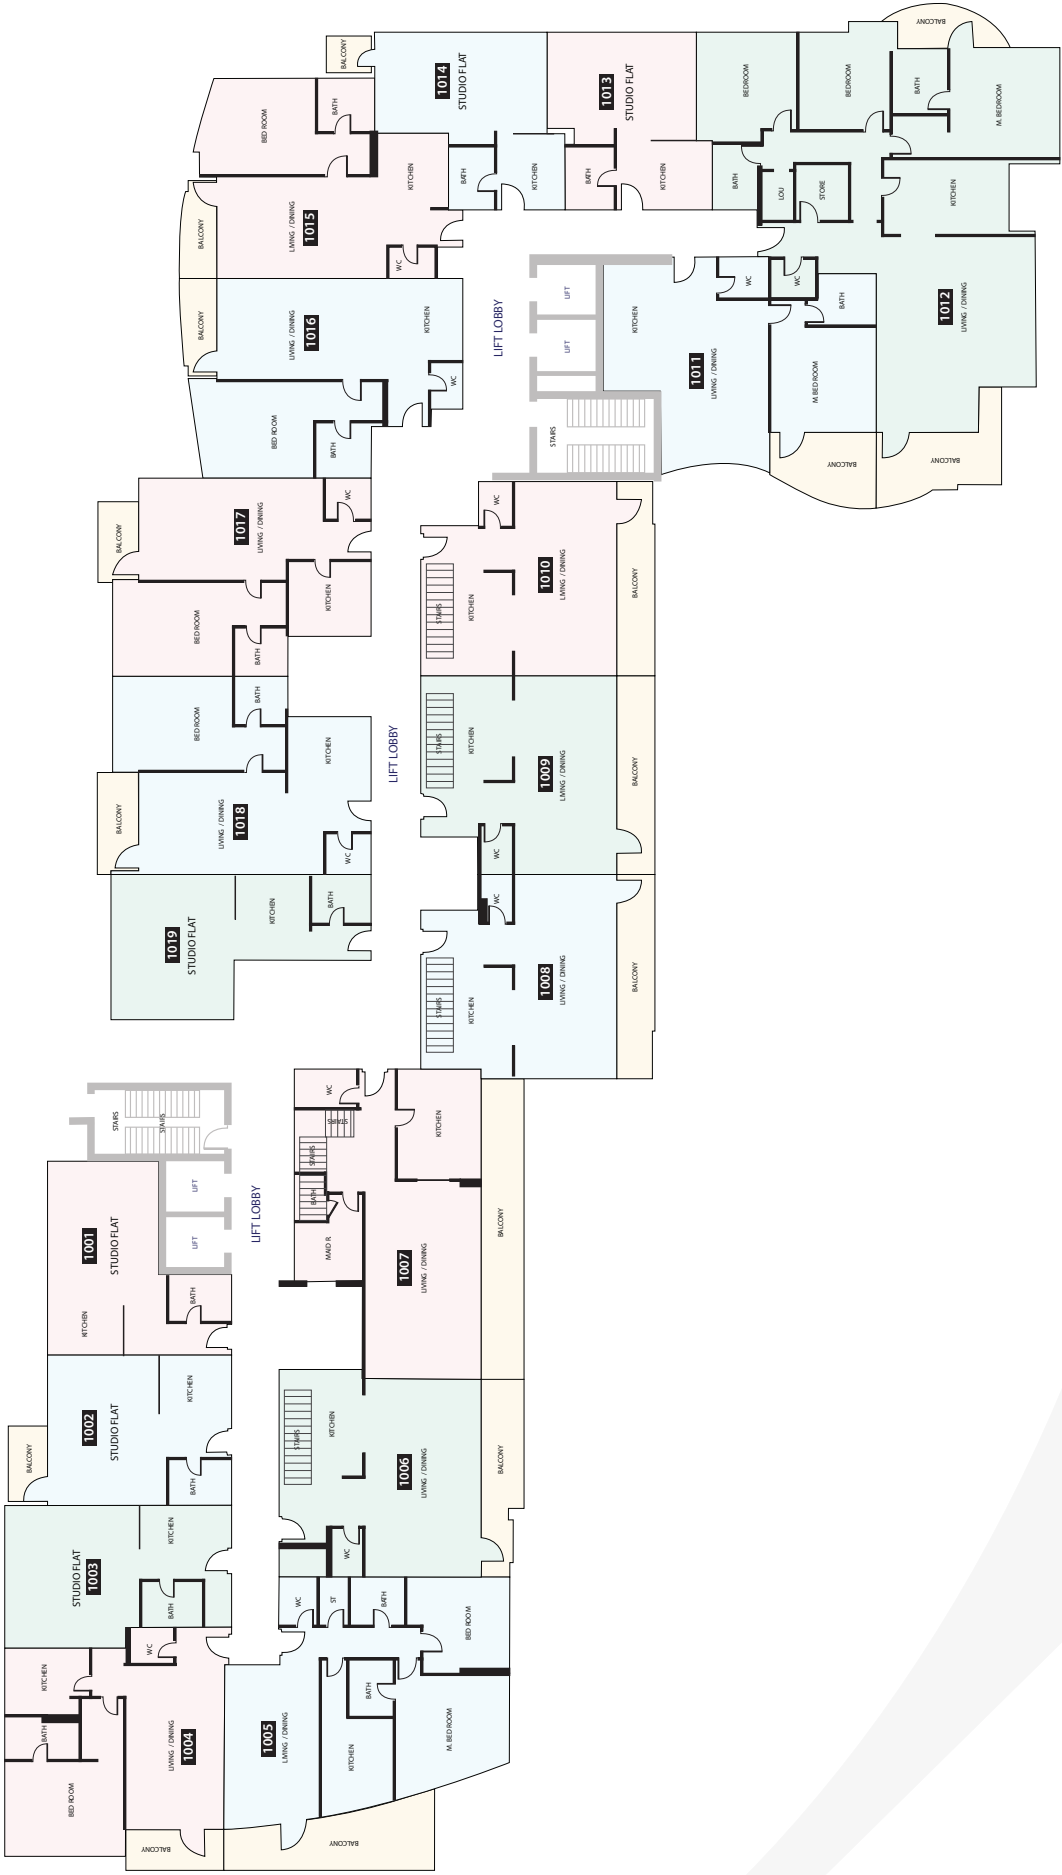 BALCONY
BALCONY
1014
STUDIO FLAT
1013
STUDIO FLAT
BEDROOM
BEDROOM
BATH
M. BEDROOM
BED ROOM
BATH
KITCHEN
BATH
KITCHEN
BATH
KITCHEN
BATH
LOU
STORE
KITCHEN
BALCONY
LIVING / DINING
1015
WC
LIFT
LIFT
LIFT LOBBY
KITCHEN
WC
WC
BATH
1012
LIVING / DINING
BALCONY
LIVING / DINING
1016
KITCHEN
WC
1011
LIVING / DINING
M. BED ROOM
BED ROOM
BATH
STAIRS
BALCONY
BALCONY
BALCONY
1017
LIVING / DINING
WC
WC
1010
LIVING / DINING
BALCONY
STAIRS
KITCHEN
KITCHEN
BED ROOM
BATH
BED ROOM
BATH
KITCHEN
LIFT LOBBY
STAIRS
KITCHEN
1009
LIVING / DINING
BALCONY
BALCONY
LIVING / DINING
1018
WC
WC
1019
STUDIO FLAT
KITCHEN
BATH
WC
STAIRS
KITCHEN
1008
LIVING / DINING
BALCONY
STAIRS
STAIRS
WC
STAIRS
STAIRS
KITCHEN
BATH
LIFT
LIFT
LIFT LOBBY
MAID R.
1001
STUDIO FLAT
KITCHEN
BATH
1007
LIVING / DINING
BALCONY
1002
STUDIO FLAT
KITCHEN
BALCONY
BATH
STAIRS
KITCHEN
1006
LIVING / DINING
BALCONY
STUDIO FLAT
1003
KITCHEN
BATH
WC
WC
ST
BATH
BED ROOM
WC
KITCHEN
BATH
BED ROOM
LIVING / DINING
1004
BALCONY
1005
LIVING / DINING
BATH
KITCHEN
M. BED ROOM
BALCONY